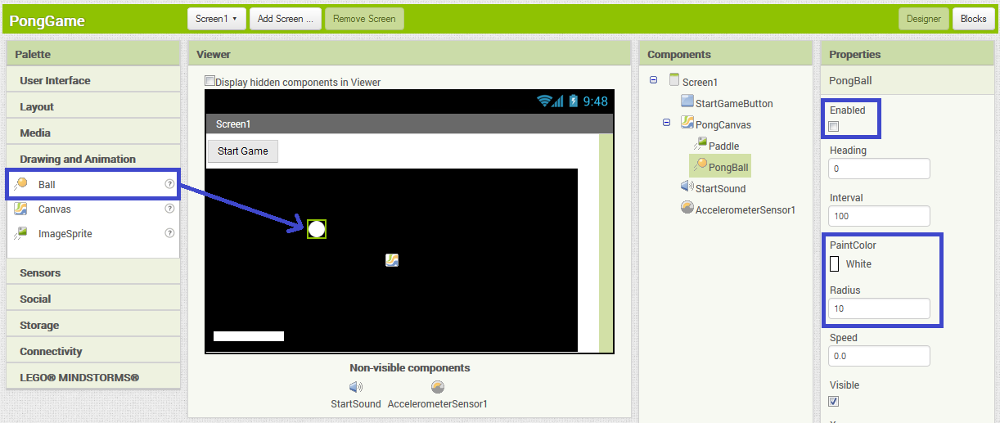 PongGame
Screen1
Add Screen ...
Remove Screen
Designer
Blocks
Palette
User Interface
Layout
Media
Drawing and Animation
Ball
?
Canvas
?
ImageSprite
?
Sensors
Social
Storage
Connectivity
LEGO® MINDSTORMS®
Viewer
Display hidden components in Viewer
9:48
Screen1
Start Game
Non-visible components
StartSound
AccelerometerSensor1
Components
Screen1
StartGameButton
PongCanvas
Paddle
PongBall
StartSound
AccelerometerSensor1
Properties
PongBall
Enabled
Heading
0
Interval
100
PaintColor
White
Radius
10
Speed
0.0
Visible